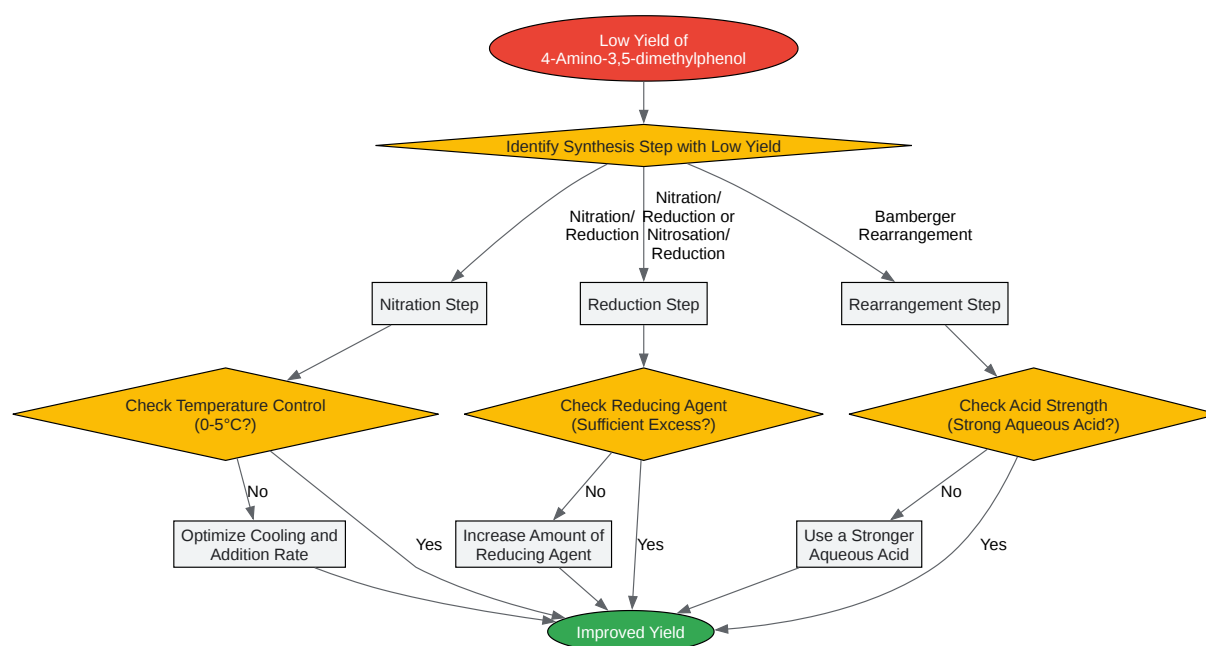 Low Yield of
4-Amino-3,5-dimethylphenol
Identify Synthesis Step with Low Yield
Nitration/
Reduction
Nitration/
Reduction or
Nitrosation/
Reduction
Bamberger
Rearrangement
Nitration Step
Reduction Step
Rearrangement Step
Check Temperature Control
(0-5°C?)
Check Reducing Agent
(Sufficient Excess?)
Check Acid Strength
(Strong Aqueous Acid?)
No
No
No
Optimize Cooling and
Addition Rate
Yes
Increase Amount of
Reducing Agent
Yes
Use a Stronger
Aqueous Acid
Yes
Improved Yield